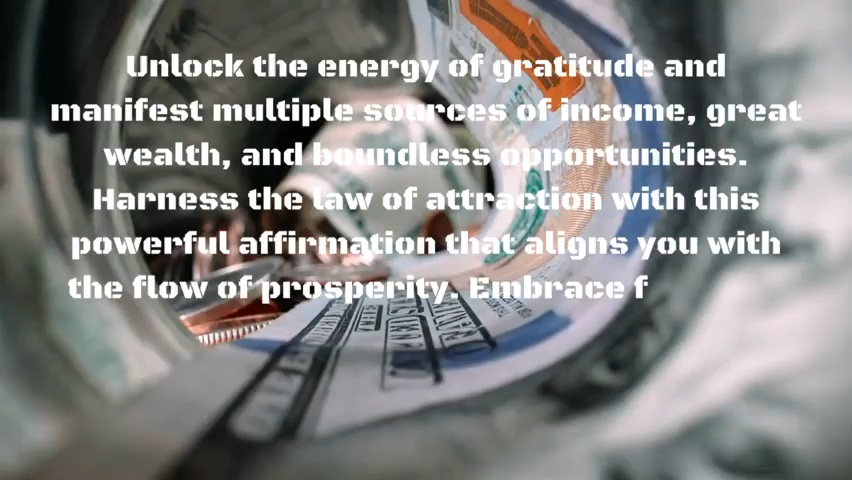 Unlock the energy of gratitude and
manifest multiple sources of income, great
wealth, and boundless opportunities.
Harness the law of attraction with this
powerful affirmation that aligns you with
the flow of prosperity. Embrace f